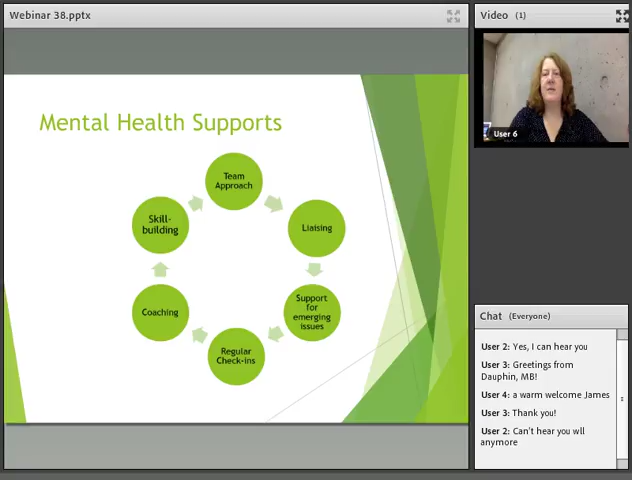 Webinar 38.pptx
Video (1)
User 6
Mental Health Supports
Team
Approach
Liaising
Support
for
emerging
issues
Regular
Check-ins
Coaching
Skill-
building
Chat (Everyone)
User 2: Yes, I can hear you
User 3: Greetings from
Dauphin, MB!
User 4: a warm welcome James
User 3: Thank you!
User 2: Can't hear you wll
anymore